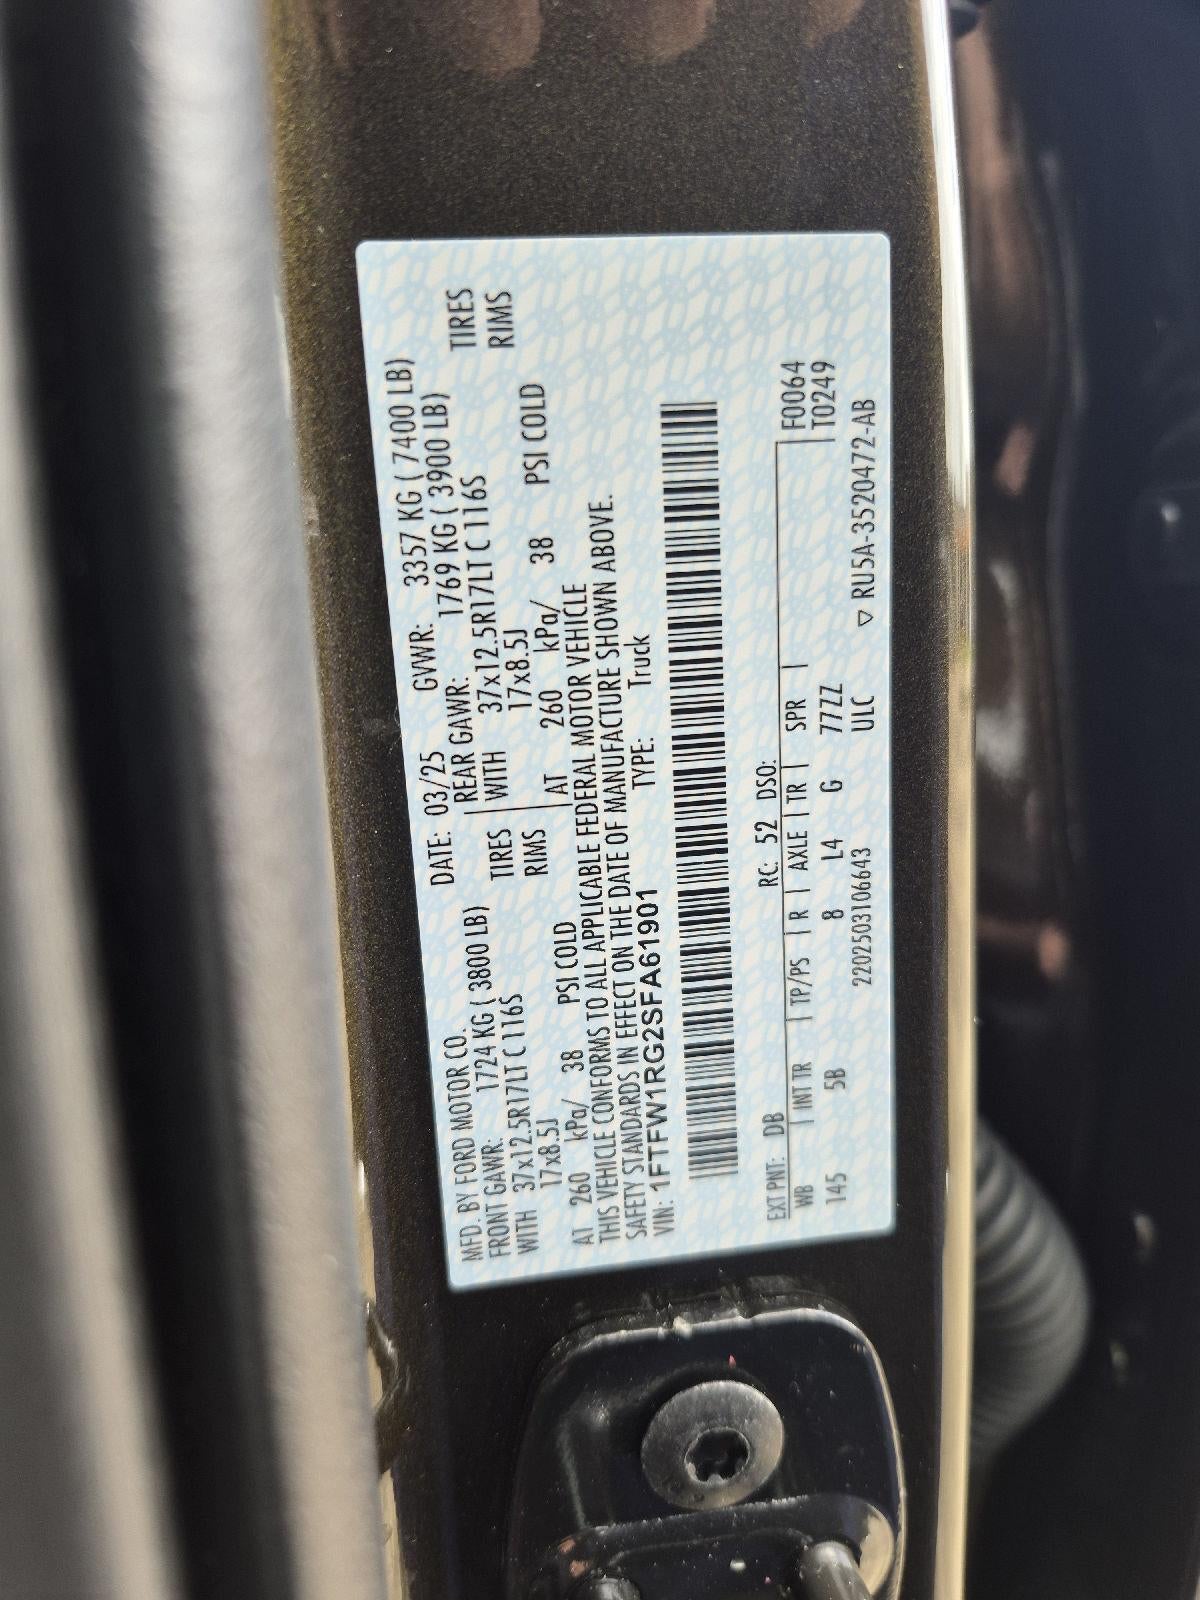 MFD. BY FORD MOTOR CO. DATE: 03/25 GVWR: 3357 KG ( 7400 LB)
FRONT GAWR: 1724 KG ( 3800 LB) REAR GAWR: 1769 KG ( 3900 LB)
WITH 37x12.5R17LT C 116S TIRES WITH 37x12.5R17LT C 116S TIRES
17x8.5J RIMS 17x8.5J RIMS
AT 260 kPa/ 38 PSI COLD AT 260 kPa/ 38 PSI COLD
THIS VEHICLE CONFORMS TO ALL APPLICABLE FEDERAL MOTOR VEHICLE
SAFETY STANDARDS IN EFFECT ON THE DATE OF MANUFACTURE SHOWN ABOVE.
VIN: 1FTFW1RG2SFA61901 TYPE: Truck
EXT PNT: DB RC: 52 DSO:
WB | INT TR | TP/PS | R | AXLE | TR | SPR | F0064
145 5B 8 L4 G 77ZZ T0249
220250310664​3 ULC ▽ RU5A-3520472-AB